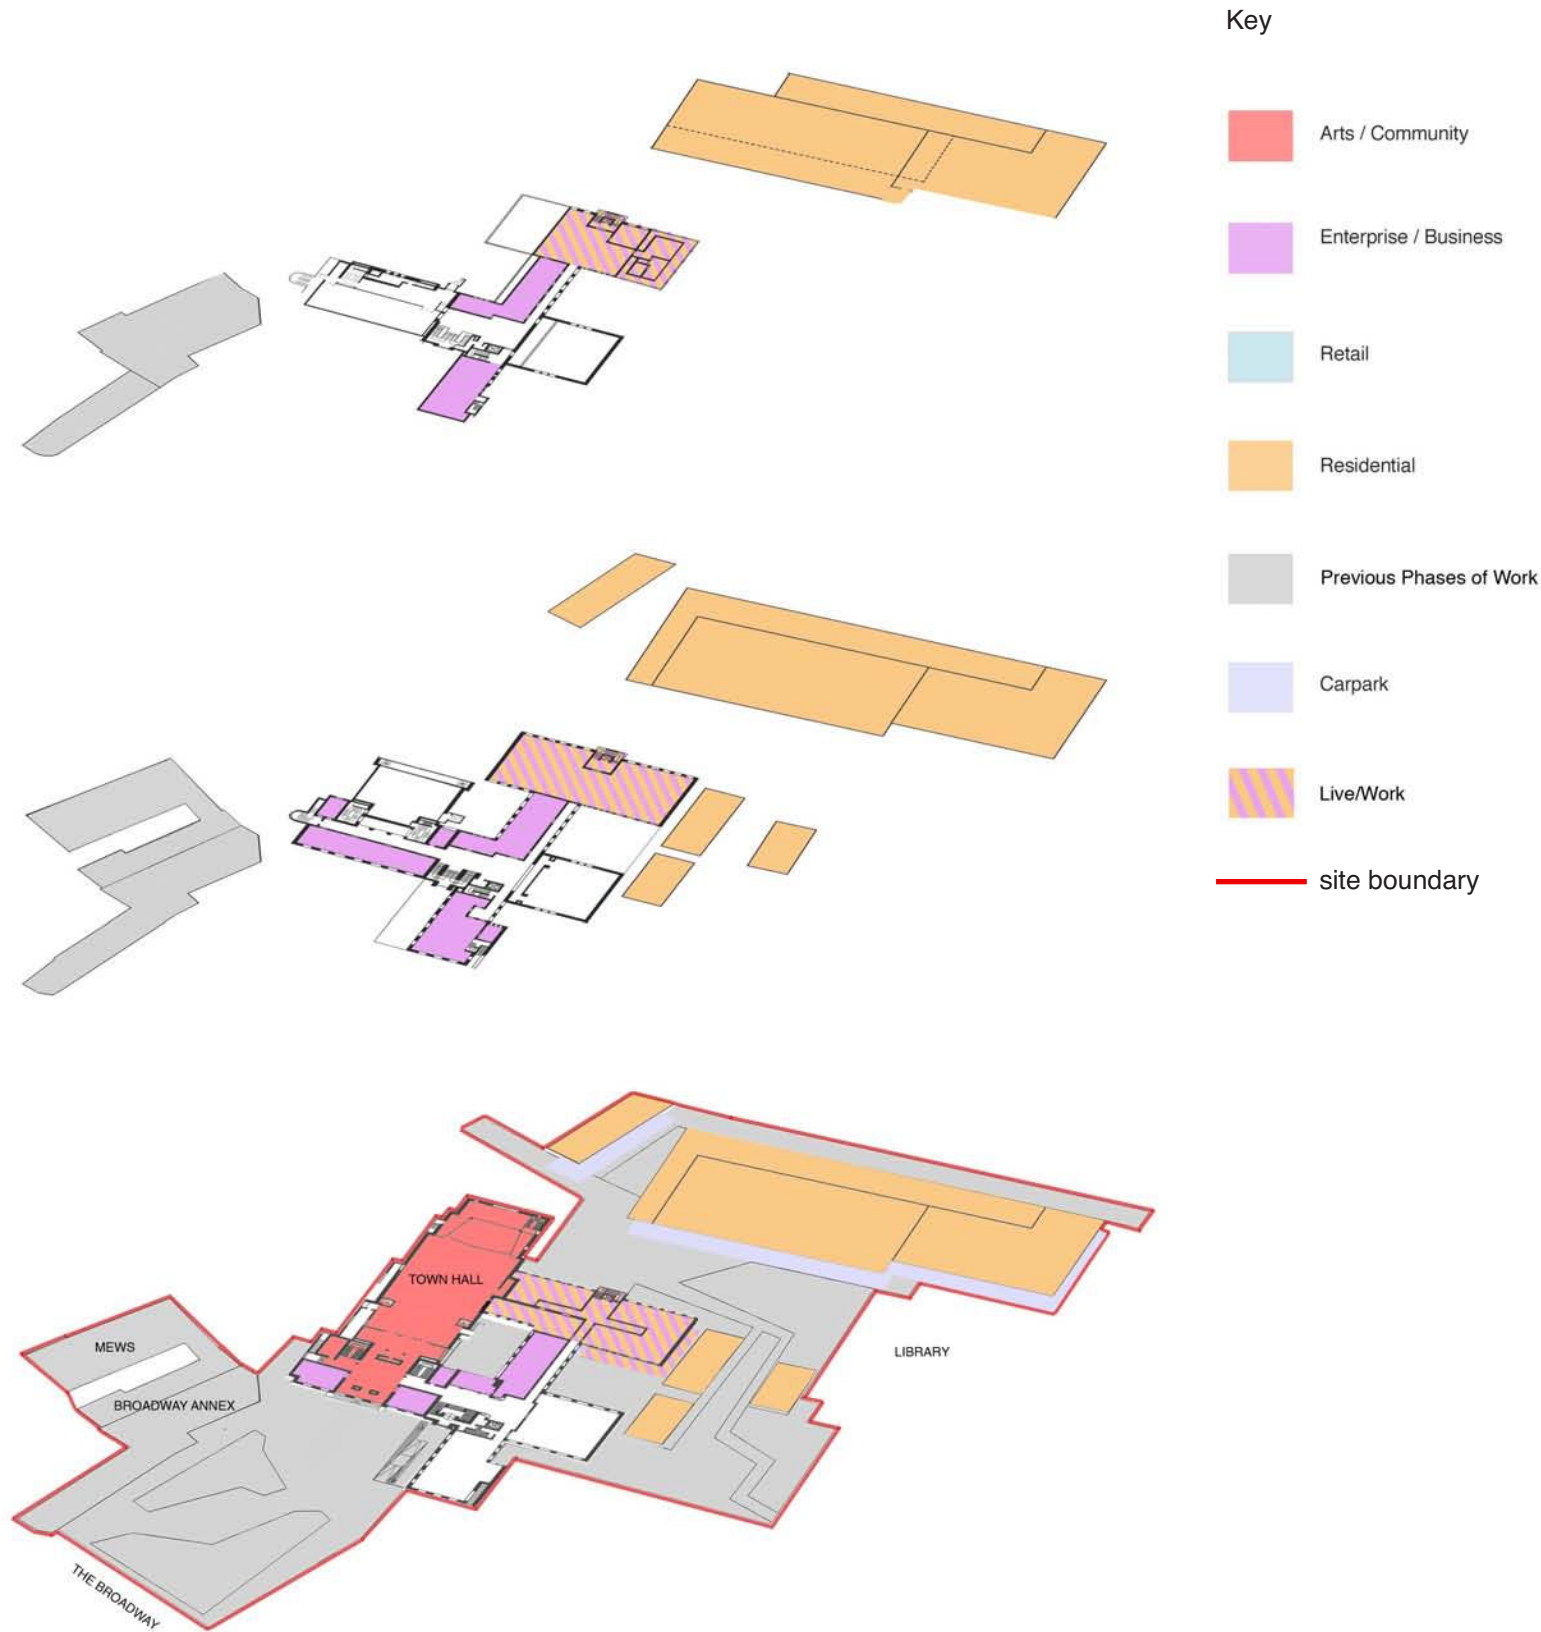 Key
Arts / Community
Enterprise / Business
Retail
Residential
Previous Phases of Work
Carpark
Live/Work
site boundary
TOWN HALL
MEWS
LIBRARY
BROADWAY ANNEX
THE BROADWAY